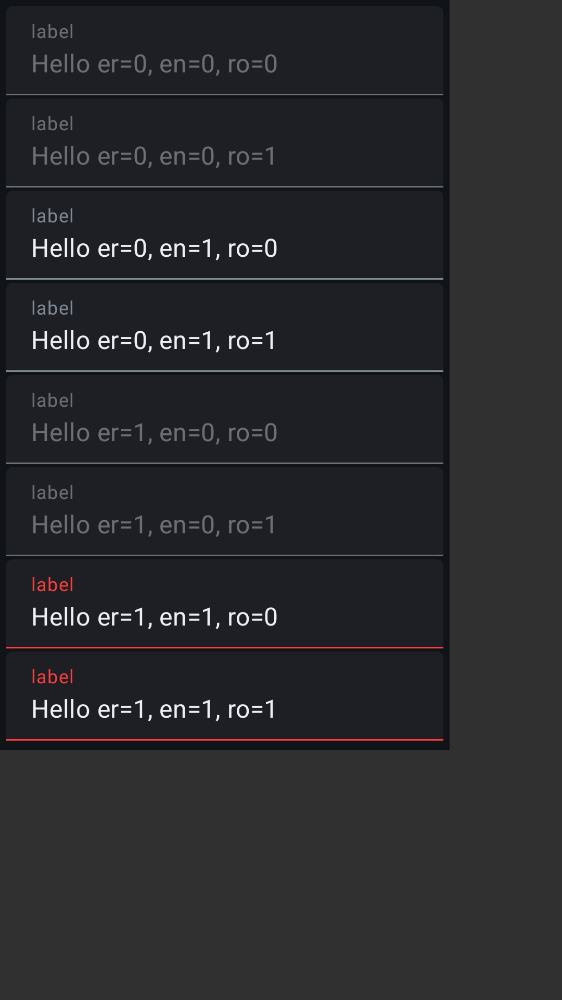 label
Hello er=0, en=0, ro=0
label
Hello er=0, en=0, ro=1
label
Hello er=0, en=1, ro=0
label
Hello er=0, en=1, ro=1
label
Hello er=1, en=0, ro=0
label
Hello er=1, en=0, ro=1
label
Hello er=1, en=1, ro=0
label
Hello er=1, en=1, ro=1